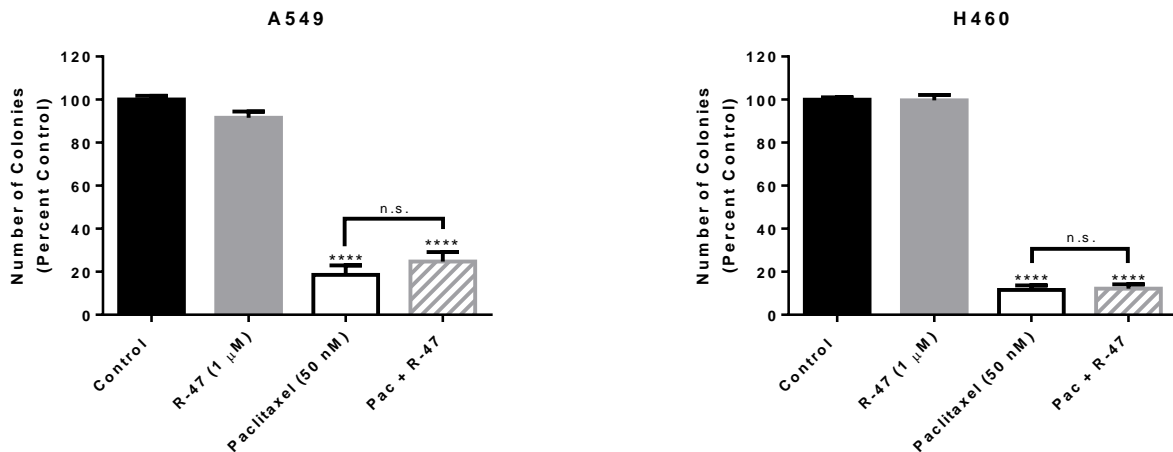 A549
Number of Colonies
(Percent Control)
120
100
80
60
40
20
0
n.s.
****
****
Control
R-47 (1 μM)
Paclitaxel (50 nM)
Pac + R-47
H460
Number of Colonies
(Percent Control)
120
100
80
60
40
20
0
n.s.
****
****
Control
R-47 (1 μM)
Paclitaxel (50 nM)
Pac + R-47